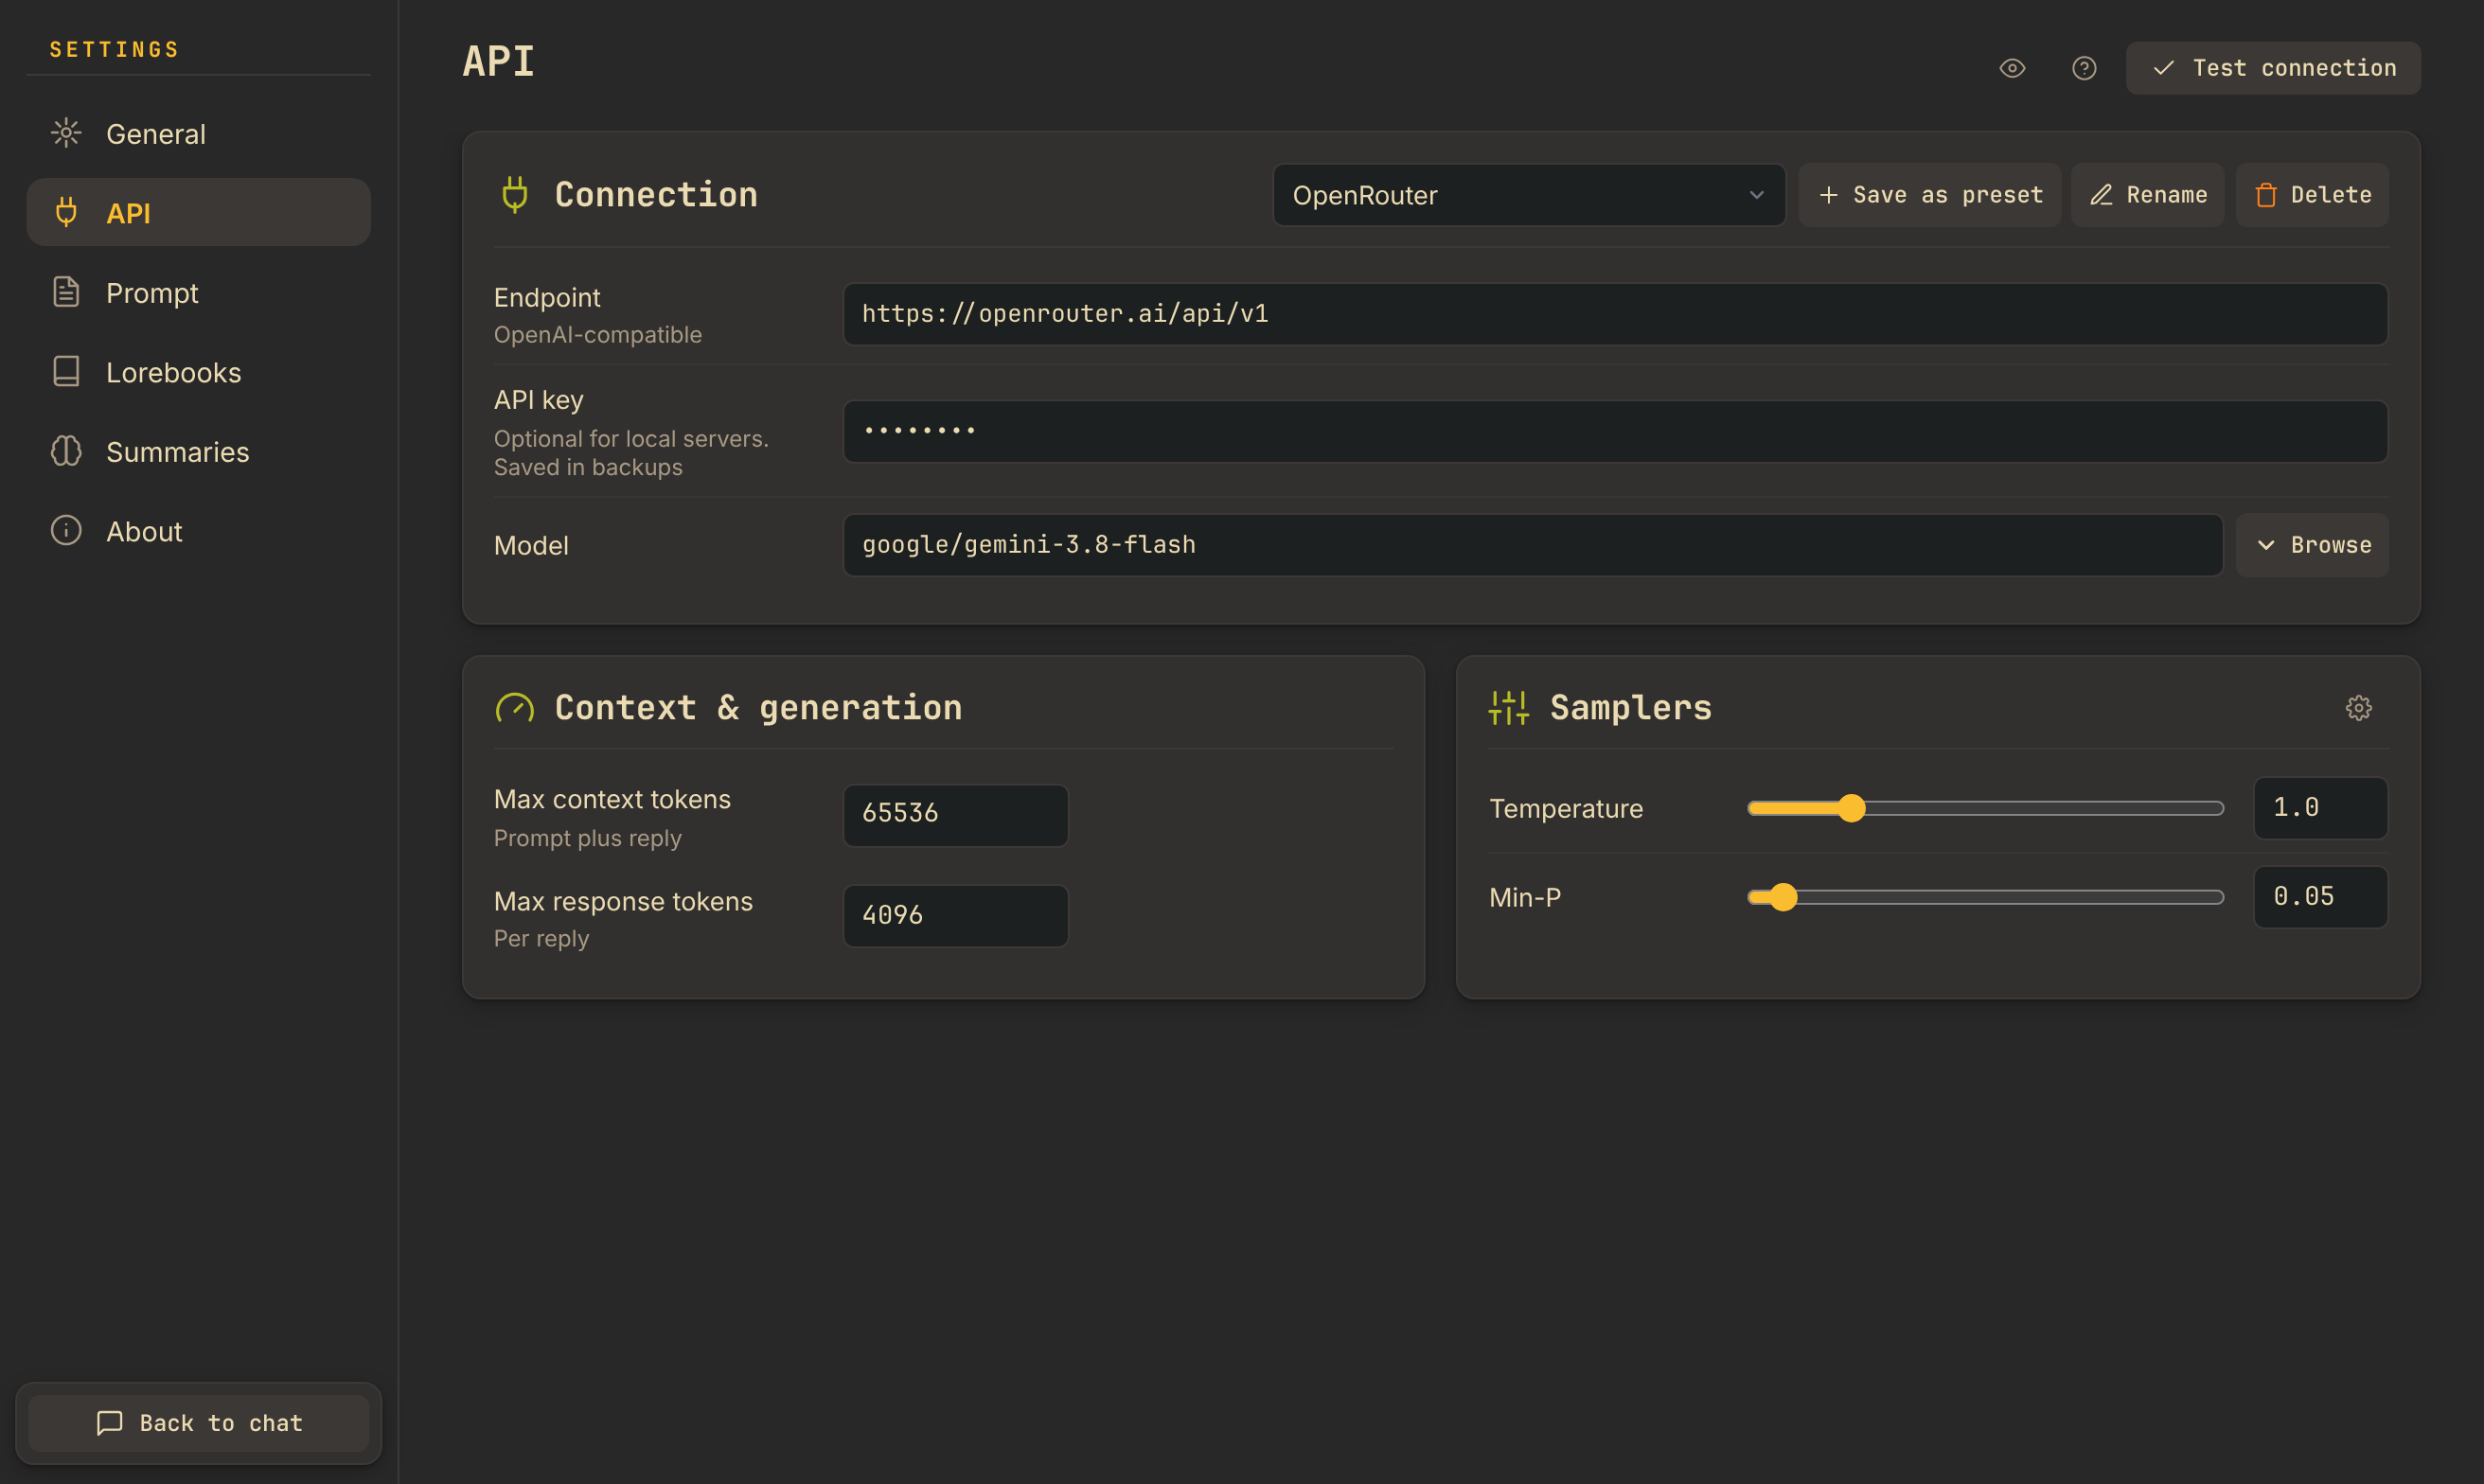 SETTINGS
General
API
Prompt
Lorebooks
Summaries
About
Back to chat
API
Test connection
Connection
OpenRouter
Save as preset
Rename
Delete
Endpoint
OpenAI-compatible
https://openrouter.ai/api/v1
API key
Optional for local servers.
Saved in backups
••••••••
Model
google/gemini-3.8-flash
Browse
Context & generation
Max context tokens
Prompt plus reply
65536
Max response tokens
Per reply
4096
Samplers
Temperature
1.0
Min-P
0.05